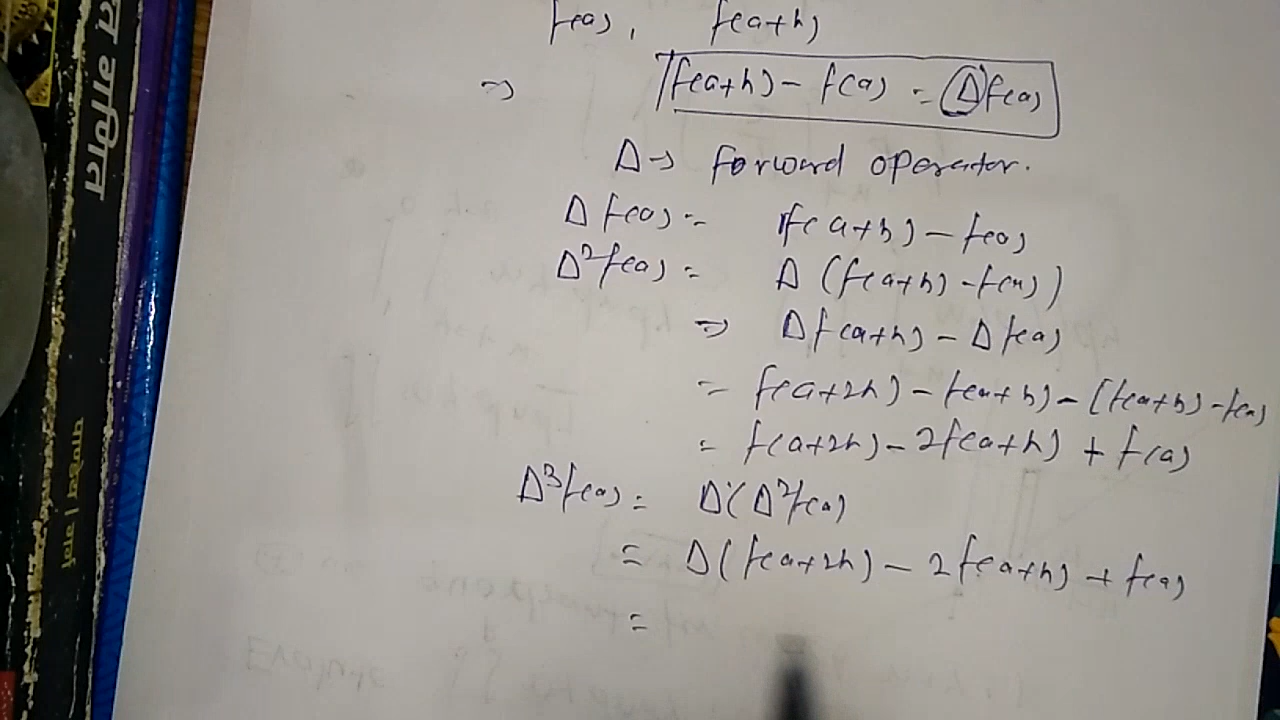 f(a), f(a+h)
⇒ f(a+h) - f(a) = Δf(a)
Δ → forward operator.
Δf(a) = f(a+h) - f(a)
Δ²f(a) = Δ(f(a+h) - f(a))
⇒ Δf(a+h) - Δf(a)
= f(a+2h) - f(a+h) - [f(a+h) - f(a)
= f(a+2h) - 2f(a+h) + f(a)
Δ³f(a) = Δ(Δ²f(a)
= Δ(f(a+2h) - 2f(a+h) + f(a)
=